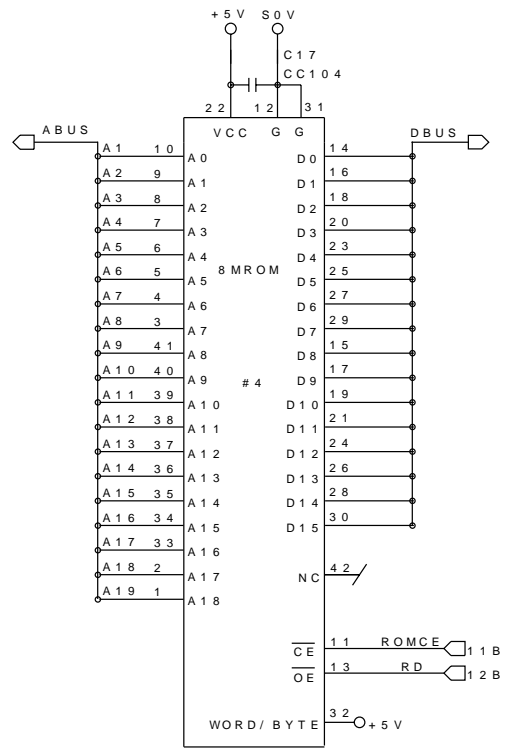 +5V S0V
C17
CC104
22 12 31
ABUS VCC G G DBUS
A1 10 A0 D0 14
A2 9 A1 D1 16
A3 8 A2 D2 18
A4 7 A3 D3 20
A5 6 A4 D4 23
A6 5 A5 8MROM D5 25
A7 4 A6 D6 27
A8 3 A7 D7 29
A9 41 A8 D8 15
A10 40 A9 #4 D9 17
A11 39 A10 D10 19
A12 38 A11 D11 21
A13 37 A12 D12 24
A14 36 A13 D13 26
A15 35 A14 D14 28
A16 34 A15 D15 30
A17 33 A16
A18 2 A17 NC 42
A19 1 A18
CE 11 ROMCE 11B
OE 13 RD 12B
WORD/BYTE 32 +5V